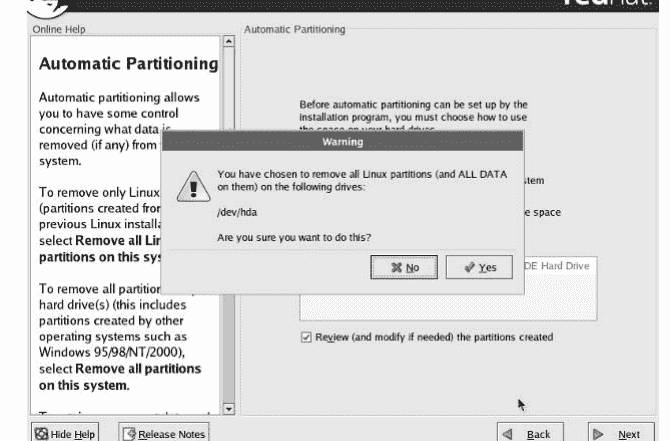 redhat.
Online Help
Automatic Partitioning
Automatic Partitioning
Automatic partitioning allows
you to have some control
concerning what data is
removed (if any) from
system.
To remove only Linux
(partitions created from
previous Linux installa
select Remove all Lin
partitions on this sys
To remove all partition
hard drive(s) (this includes
partitions created by other
operating systems such as
Windows 95/98/NT/2000),
select Remove all partitions
on this system.
Before automatic partitioning can be set up by the
installation program, you must choose how to use
the space on your hard drives.
stem
e space
DE Hard Drive
Warning
You have chosen to remove all Linux partitions (and ALL DATA
on them) on the following drives:
/dev/hda
Are you sure you want to do this?
No
Yes
Review (and modify if needed) the partitions created
Hide Help
Release Notes
Back
Next